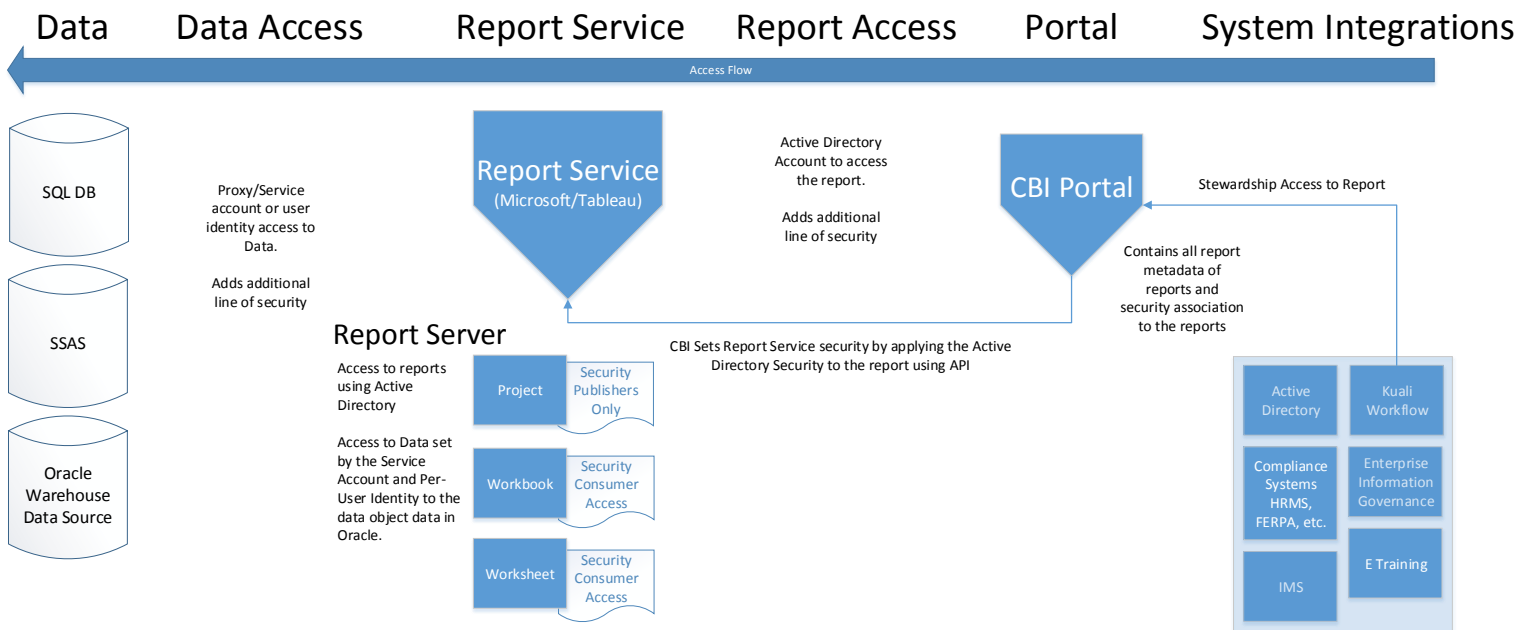 Data
Data Access
Report Service
Report Access
Portal
System Integrations
Access Flow
SQL DB
SSAS
Oracle
Warehouse
Data Source
Proxy/Service
account or user
identity access to
Data.
Adds additional
line of security
Report Service
(Microsoft/Tableau)
Active Directory
Account to access
the report.
Adds additional
line of security
CBI Portal
Stewardship Access to Report
Contains all report
metadata of
reports and
security association
to the reports
CBI Sets Report Service security by applying the Active
Directory Security to the report using API
Report Server
Access to reports
using Active
Directory
Access to Data set
by the Service
Account and Per-
User Identity to the
data object data in
Oracle.
Project
Security
Publishers
Only
Workbook
Security
Consumer
Access
Worksheet
Security
Consumer
Access
Active
Directory
Kuali
Workflow
Compliance
Systems
HRMS,
FERPA, etc.
Enterprise
Information
Governance
IMS
E Training